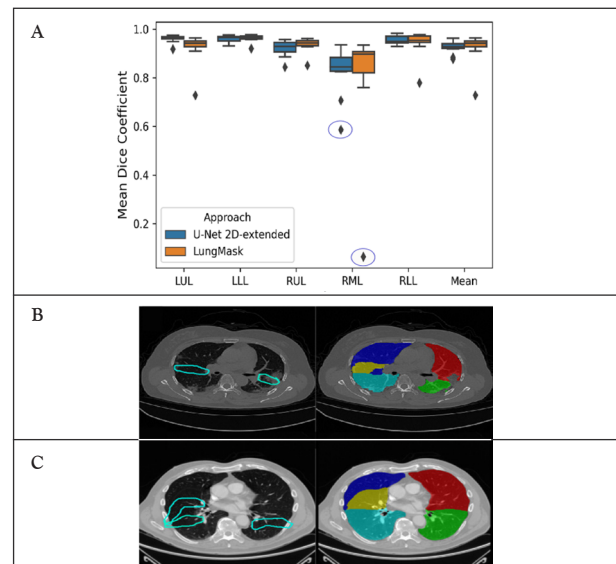 A
Mean Dice Coefficient
1.0
0.8
0.6
0.4
0.2
Approach
U-Net 2D-extended
LungMask
LUL LLL RUL RML RLL Mean
B
C